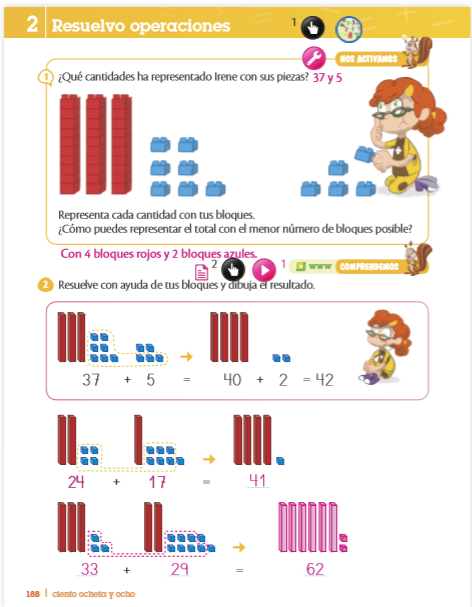 2 Resuelvo operaciones
1
NOS ACTIVAMOS
1 ¿Qué cantidades ha representado Irene con sus piezas? 37 y 5
Representa cada cantidad con tus bloques.
¿Cómo puedes representar el total con el menor número de bloques posible?
Con 4 bloques rojos y 2 bloques azules.
2 1 www COMPRENDEMOS
2 Resuelve con ayuda de tus bloques y dibuja el resultado.
37 + 5 = 40 + 2 = 42
24 + 17 = 41
33 + 29 = 62
188 | ciento ocheta y ocho